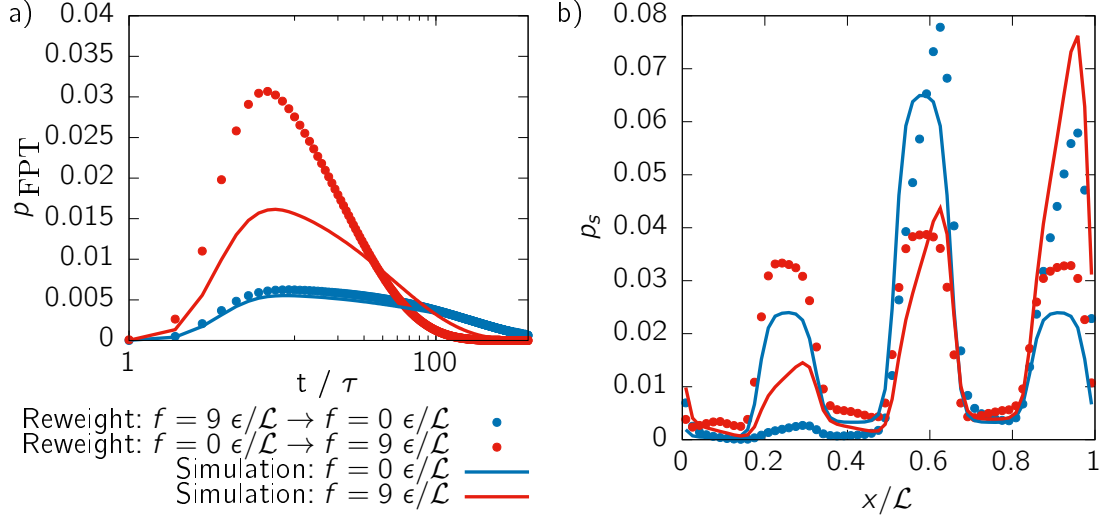 a)
0.04
0.035
0.03
0.025
0.02
0.015
0.01
0.005
0
p_FPT
1
100
t / τ
Reweight: f = 9 ϵ/ℒ → f = 0 ϵ/ℒ
Reweight: f = 0 ϵ/ℒ → f = 9 ϵ/ℒ
Simulation: f = 0 ϵ/ℒ
Simulation: f = 9 ϵ/ℒ
b)
0.08
0.07
0.06
0.05
0.04
0.03
0.02
0.01
0
p_s
0
0.2
0.4
0.6
0.8
1
x/ℒ